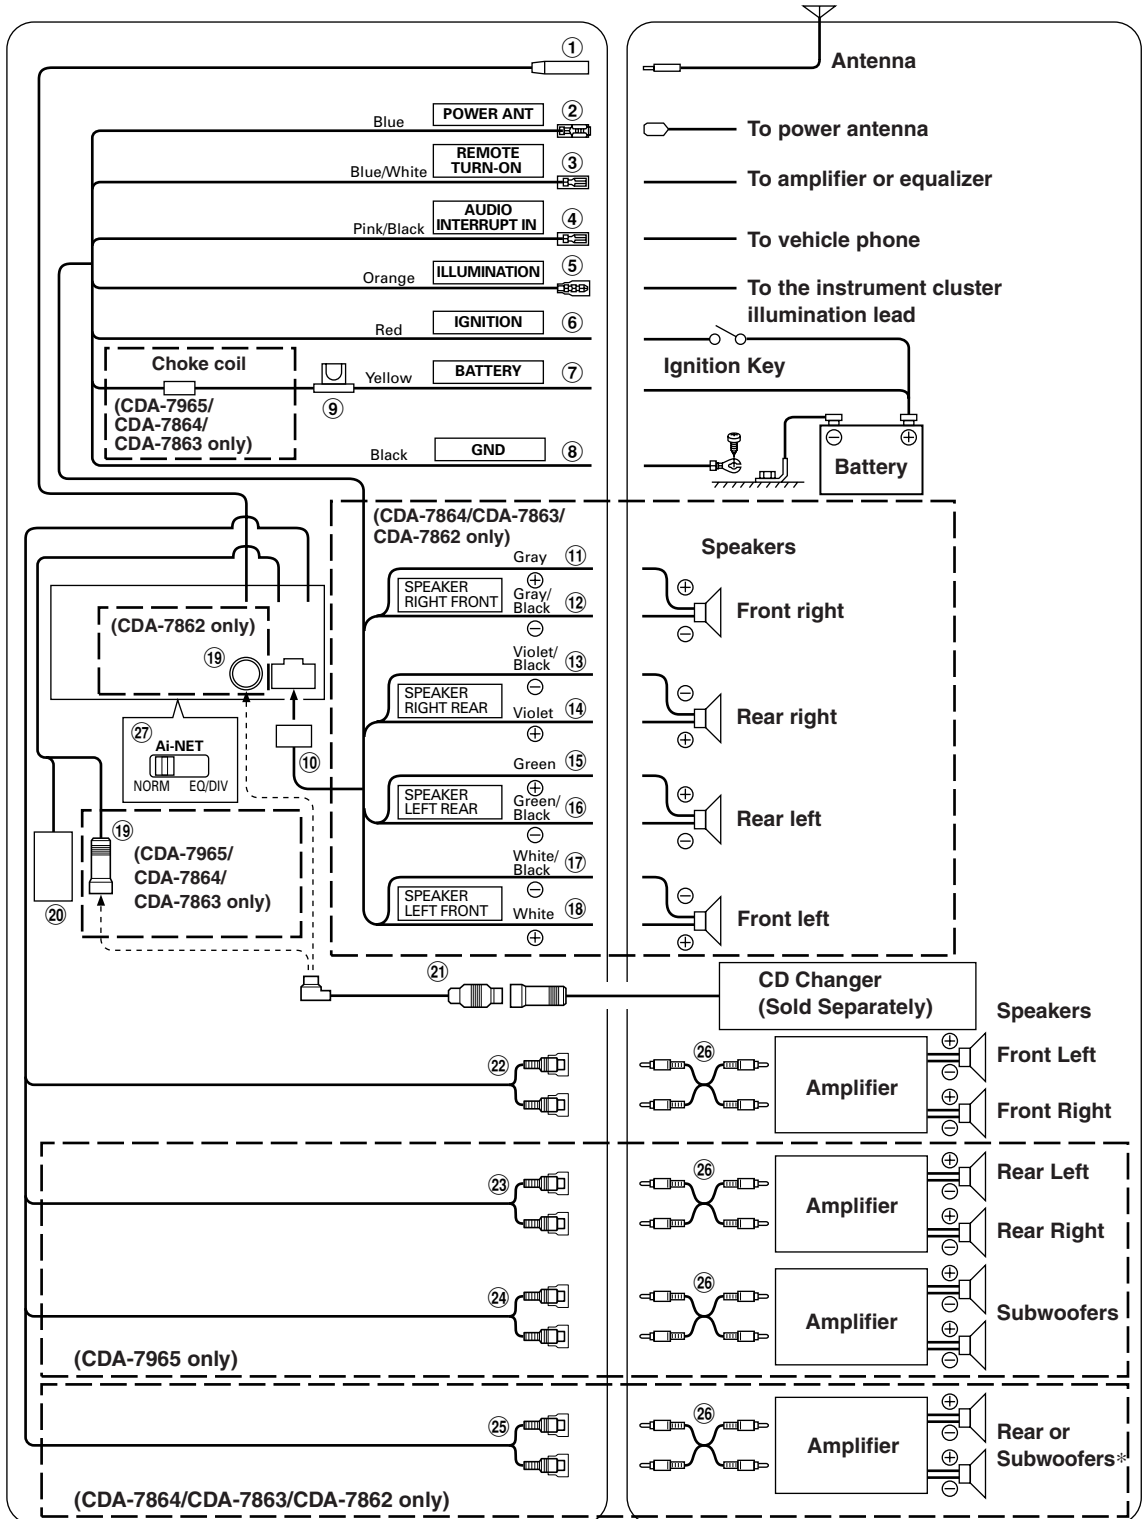 ①
Antenna
②
POWER ANT
Blue
To power antenna
REMOTE
TURN-ON
③
Blue/White
To amplifier or equalizer
AUDIO
INTERRUPT IN
④
Pink/Black
To vehicle phone
⑤
ILLUMINATION
Orange
To the instrument cluster
illumination lead
IGNITION
⑥
Red
Ignition Key
Choke coil
(CDA-7965/
CDA-7864/
CDA-7863 only)
⑨
Yellow
BATTERY
⑦
GND
⑧
Black
⊖ ⊕
Battery
(CDA-7864/CDA-7863/
CDA-7862 only)
Speakers
Gray ⑪
SPEAKER
RIGHT FRONT
⊕
Gray/
Black ⑫
⊖
⊕
Front right
⊖
Violet/
Black ⑬
⊖
SPEAKER
RIGHT REAR
Violet ⑭
⊕
⊖
Rear right
⊕
Green ⑮
SPEAKER
LEFT REAR
⊕
Green/
Black ⑯
⊖
⊕
Rear left
⊖
White/
Black ⑰
⊖
SPEAKER
LEFT FRONT
White ⑱
⊕
⊖
Front left
⊕
(CDA-7862 only)
⑲
⑩
㉗
Ai-NET
NORM EQ/DIV
⑲
(CDA-7965/
CDA-7864/
CDA-7863 only)
⑳
㉑
CD Changer
(Sold Separately)
Speakers
㉒
㉖
Amplifier
⊕
Front Left
⊖
⊕
Front Right
⊖
㉓
㉖
Amplifier
⊕
Rear Left
⊖
⊕
Rear Right
⊖
㉔
㉖
Amplifier
⊕
⊖
Subwoofers
⊕
⊖
(CDA-7965 only)
㉕
㉖
Amplifier
⊕
⊖
Rear or
Subwoofers*
⊕
⊖
(CDA-7864/CDA-7863/CDA-7862 only)